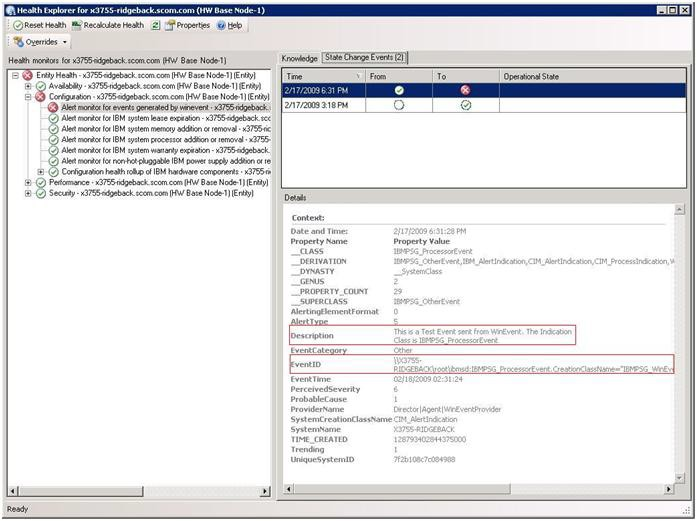 Health Explorer for x3755-ridgeback.scom.com (HW Base Node-1)
Reset Health Recalculate Health Properties Help
Overrides
Health monitors for x3755-ridgeback.scom.com (HW Base Node-1)
Entity Health - x3755-ridgeback.scom.com (HW Base Node-1) (Entity)
Availability - x3755-ridgeback.scom.com (HW Base Node-1) (Entity)
Configuration - x3755-ridgeback.scom.com (HW Base Node-1) (Entity)
Alert monitor for events generated by winevent - x3755-ridgeback.
Alert monitor for IBM system lease expiration - x3755-ridgeback.sc
Alert monitor for IBM system memory addition or removal - x3755-ri
Alert monitor for IBM system processor addition or removal - x3755
Alert monitor for IBM system warranty expiration - x3755-ridgeback.
Alert monitor for non-hot-pluggable IBM power supply addition or re
Configuration health rollup of IBM hardware components - x3755-ri
Performance - x3755-ridgeback.scom.com (HW Base Node-1) (Entity)
Security - x3755-ridgeback.scom.com (HW Base Node-1) (Entity)
Knowledge State Change Events (2)
Time From To Operational State
2/17/2009 6:31 PM
2/17/2009 3:18 PM
Details
Context:
Date and Time: 2/17/2009 6:31:28 PM
Property Name Property Value
__CLASS IBMPSG_ProcessorEvent
__DERIVATION IBMPSG_OtherEvent,IBM_AlertIndication,CIM_AlertIndication,CIM_ProcessIndication,
__DYNASTY __SystemClass
__GENUS 2
__PROPERTY_COUNT 29
__SUPERCLASS IBMPSG_OtherEvent
AlertingElementFormat 0
AlertType 5
Description This is a Test Event sent from WinEvent. The Indication
Class is IBMPSG_ProcessorEvent
EventCategory Other
EventID \\X3755-
RIDGEBACK\root\ibmsd:IBMPSG_ProcessorEvent.CreationClassName="IBMPSG_WinEve
EventTime 02/18/2009 02:31:24
PerceivedSeverity 6
ProbableCause 1
ProviderName Director|Agent|WinEventProvider
SystemCreationClassName CIM_AlertIndication
SystemName X3755-RIDGEBACK
TIME_CREATED 128793402844375000
Trending 1
UniqueSystemID 7f2b108c7c084988
Ready